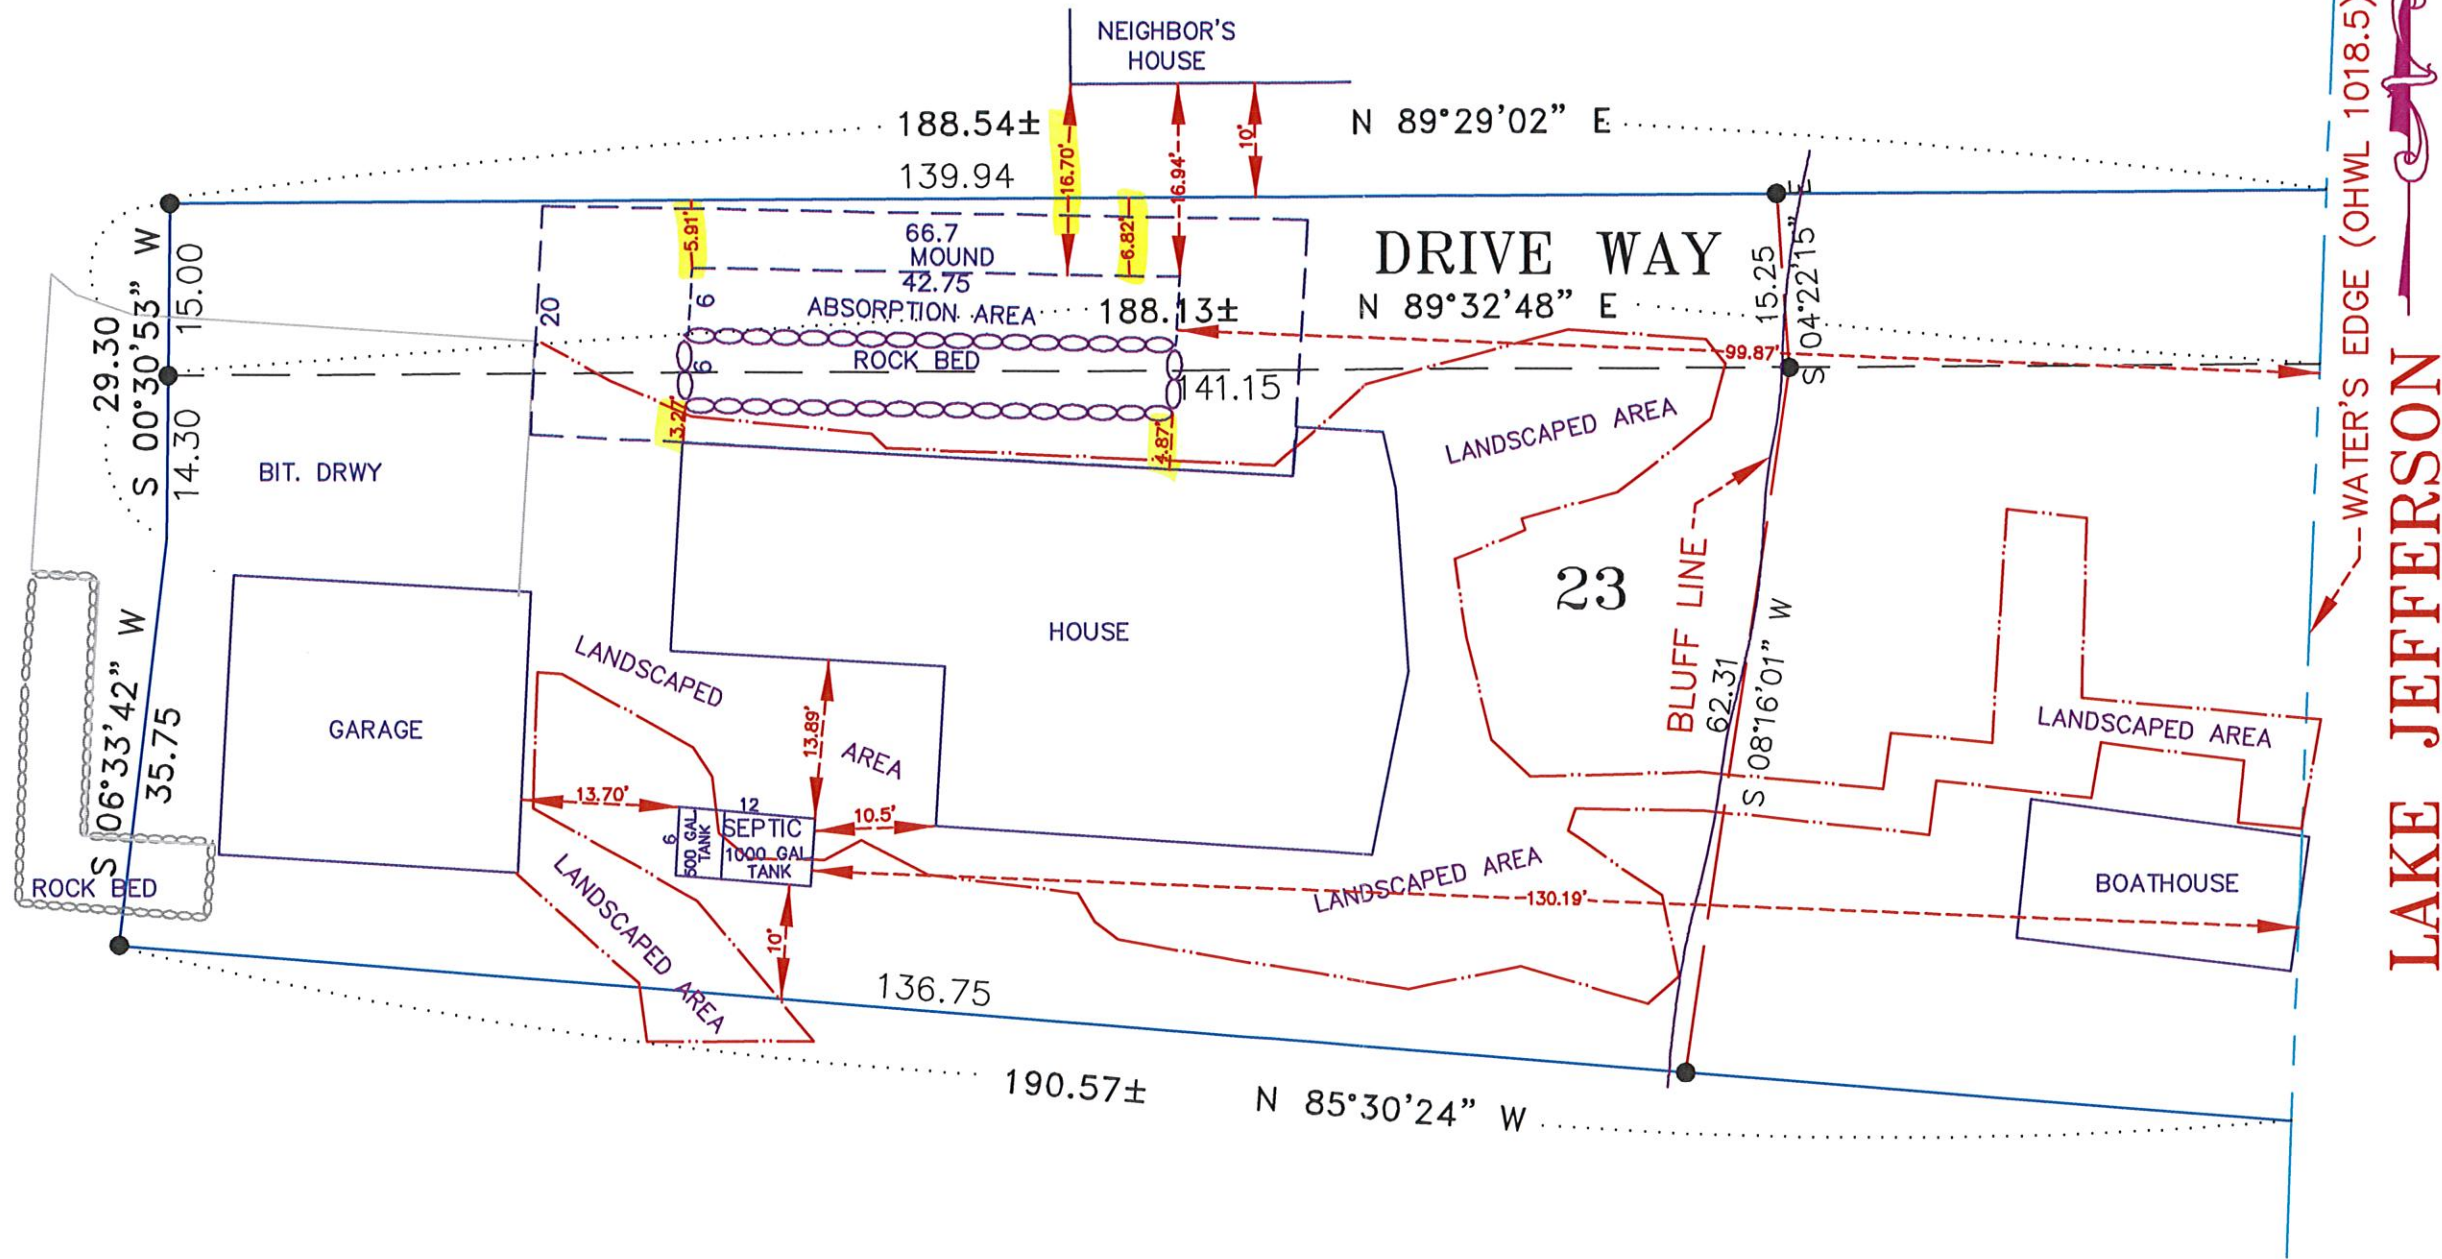 NEIGHBOR'S
HOUSE
188.54±
N 89°29'02" E
139.94
16.70'
16.94'
10'
5.91'
6.82'
66.7
MOUND
42.75
ABSORPTION AREA
188.13±
N 89°32'48" E
DRIVE WAY
15.25
S 04°22'15" E
20
6
6
ROCK BED
141.15
99.87'
3.27'
4.87'
29.30
S 00°30'53" W
15.00
14.30
BIT. DRWY
LANDSCAPED AREA
BLUFF LINE
23
HOUSE
62.31
S 08°16'01" W
S 06°33'42" W
35.75
GARAGE
LANDSCAPED
AREA
13.89'
13.70'
10.5'
12
6
500 GAL.
TANK
SEPTIC
1000 GAL
TANK
10'
ROCK BED
LANDSCAPED
AREA
LANDSCAPED AREA
130.19'
LANDSCAPED AREA
BOATHOUSE
136.75
190.57±
N 85°30'24" W
WATER'S EDGE (OHWL 1018.5)
LAKE JEFFERSON